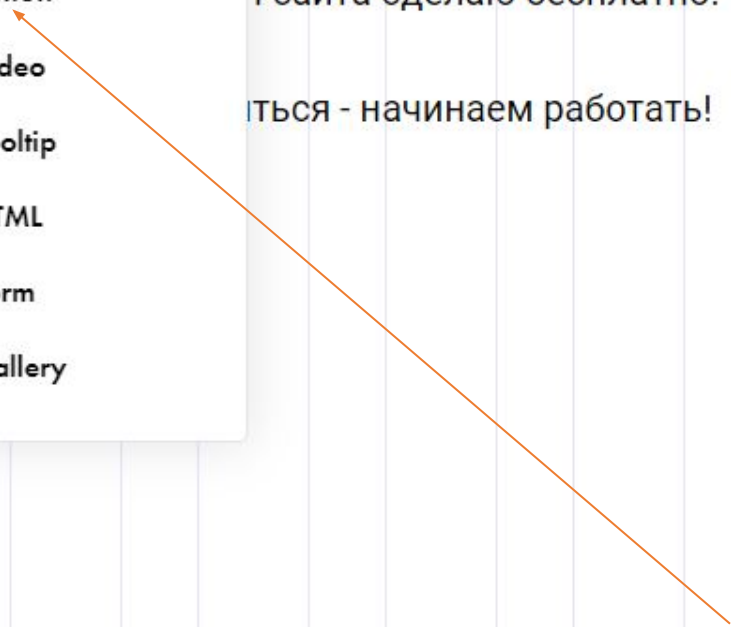 сайта сделаю бесплатно!
deo
ться - начинаем работать!
oltip
TML
rm
allery